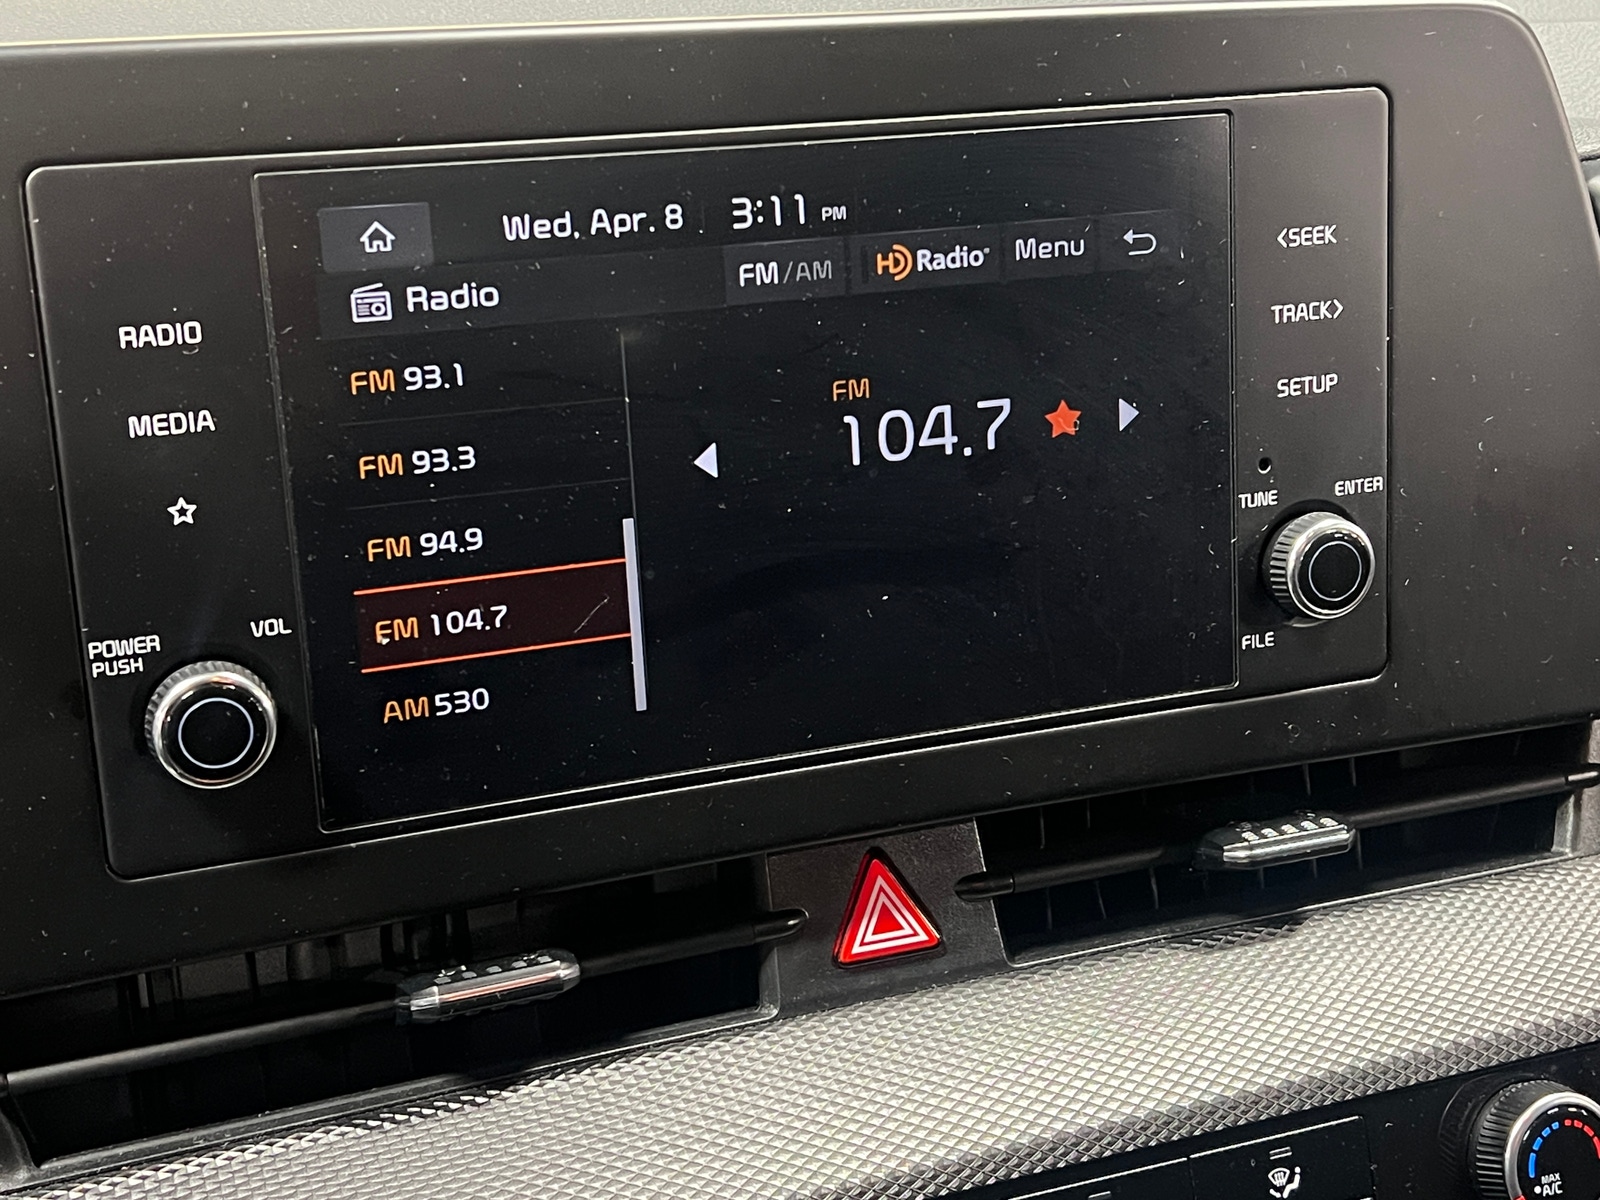 Wed, Apr. 8 3:11 PM
Radio FM/AM HD Radio Menu
FM 93.1
FM 93.3
FM 94.9
FM 104.7
AM 530
FM
104.7
RADIO
MEDIA
POWER
PUSH
VOL
<SEEK
TRACK>
SETUP
TUNE
ENTER
FILE
MAX
A/C